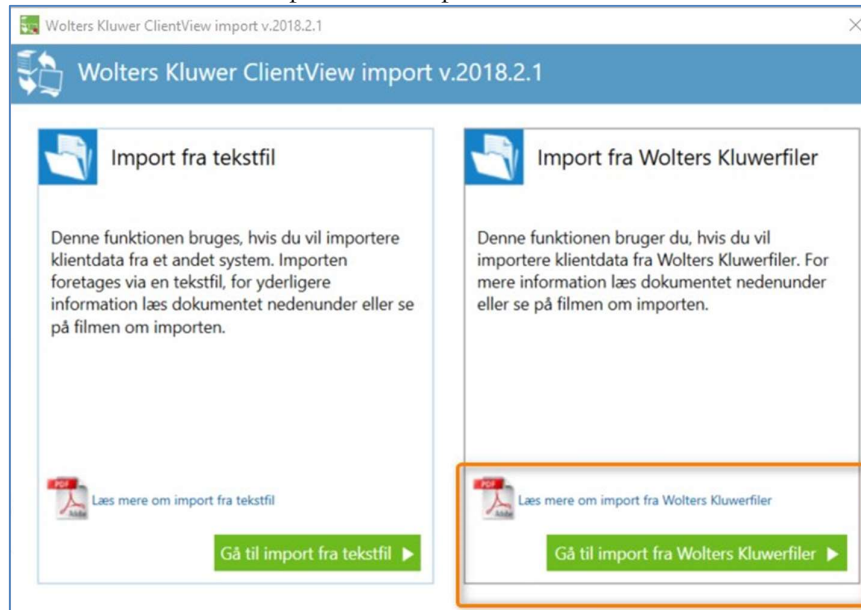 Wolters Kluwer ClientView import v.2018.2.1
Wolters Kluwer ClientView import v.2018.2.1
Import fra tekstfil
Denne funktionen bruges, hvis du vil importere
klientdata fra et andet system. Importen
foretages via en tekstfil, for yderligere
information læs dokumentet nedenunder eller se
på filmen om importen.
PDF
Adobe
Læs mere om import fra tekstfil
Gå til import fra tekstfil
Import fra Wolters Kluwerfiler
Denne funktionen bruger du, hvis du vil
importere klientdata fra Wolters Kluwerfiler. For
mere information læs dokumentet nedenunder
eller se på filmen om importen.
PDF
Adobe
Læs mere om import fra Wolters Kluwerfiler
Gå til import fra Wolters Kluwerfiler